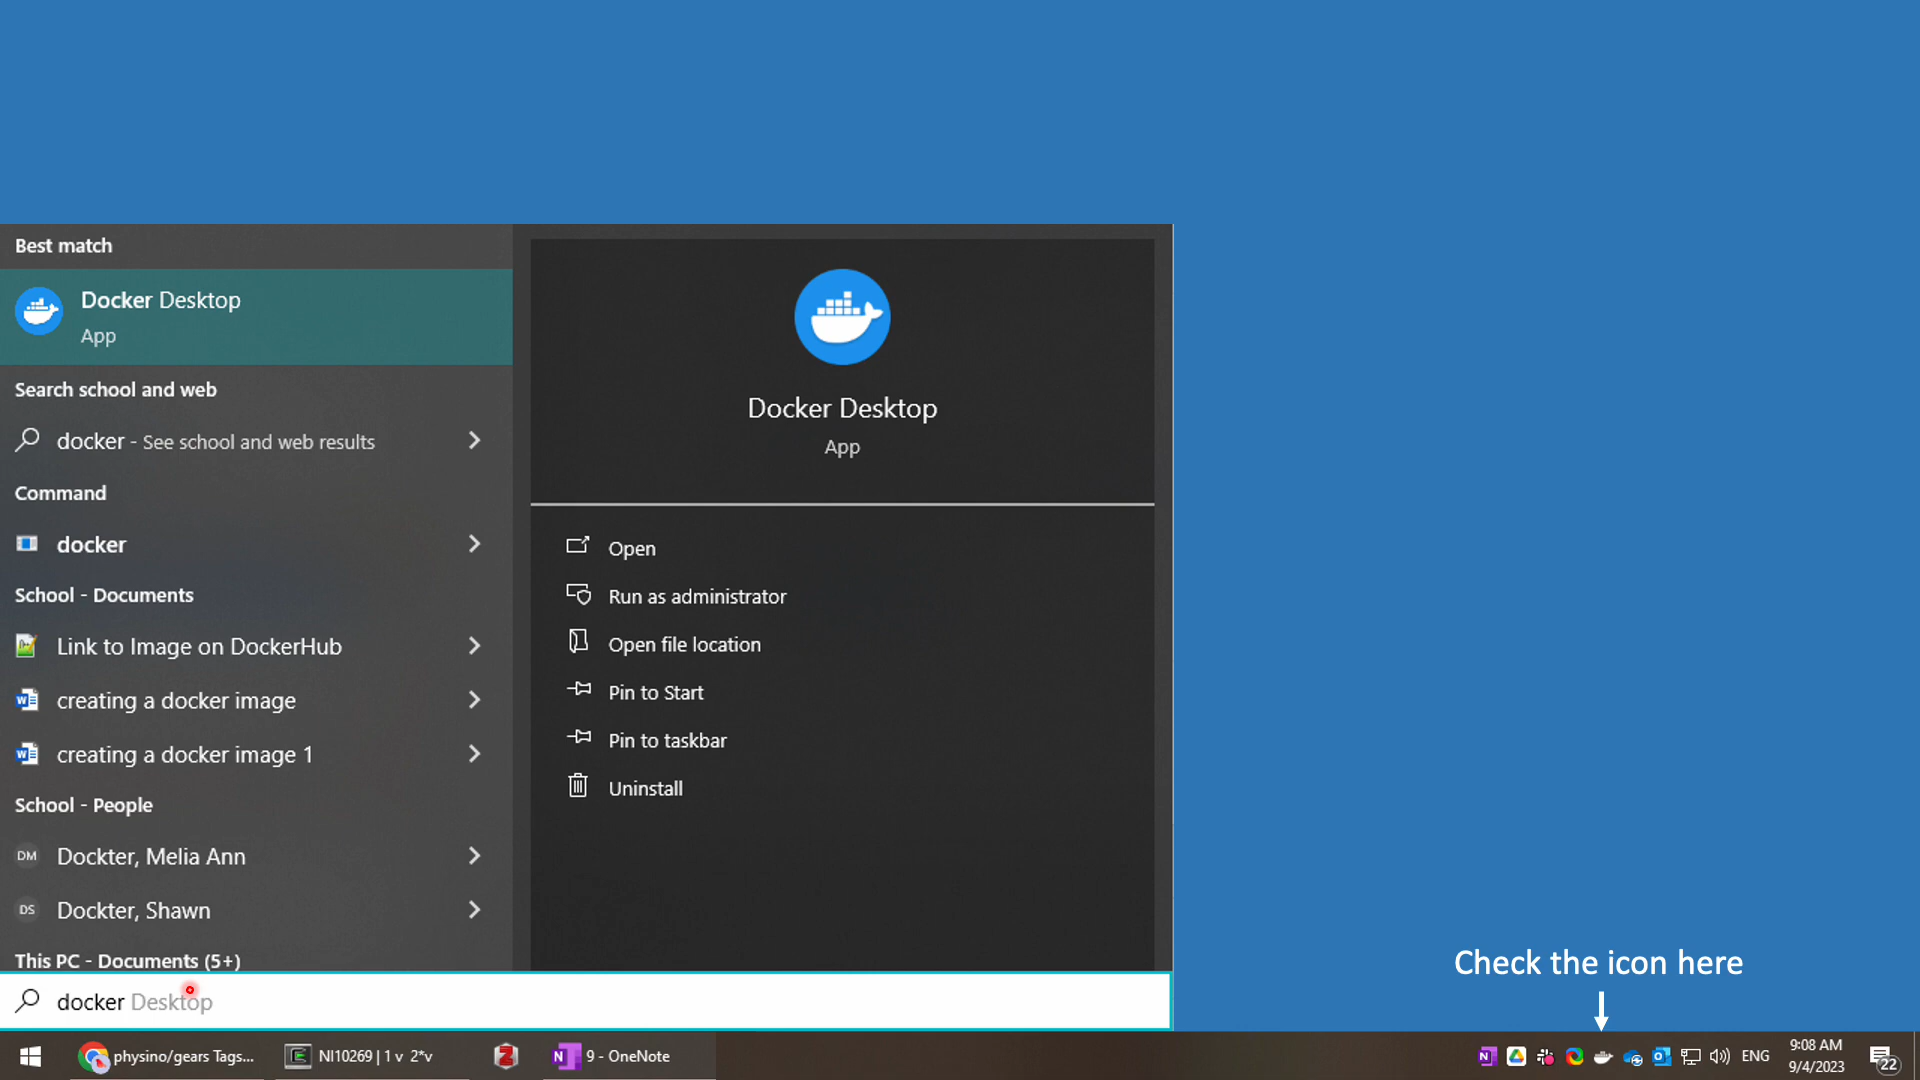 Best match
Docker Desktop
App
Search school and web
docker - See school and web results
Command
docker
School - Documents
Link to Image on DockerHub
creating a docker image
creating a docker image 1
School - People
DM Dockter, Melia Ann
DS Dockter, Shawn
This PC - Documents (5+)
docker Desktop
Docker Desktop
App
Open
Run as administrator
Open file location
Pin to Start
Pin to taskbar
Uninstall
Check the icon here
physino/gears Tags...
NI10269 | 1 v 2*v
9 - OneNote
ENG
9:08 AM
9/4/2023
22